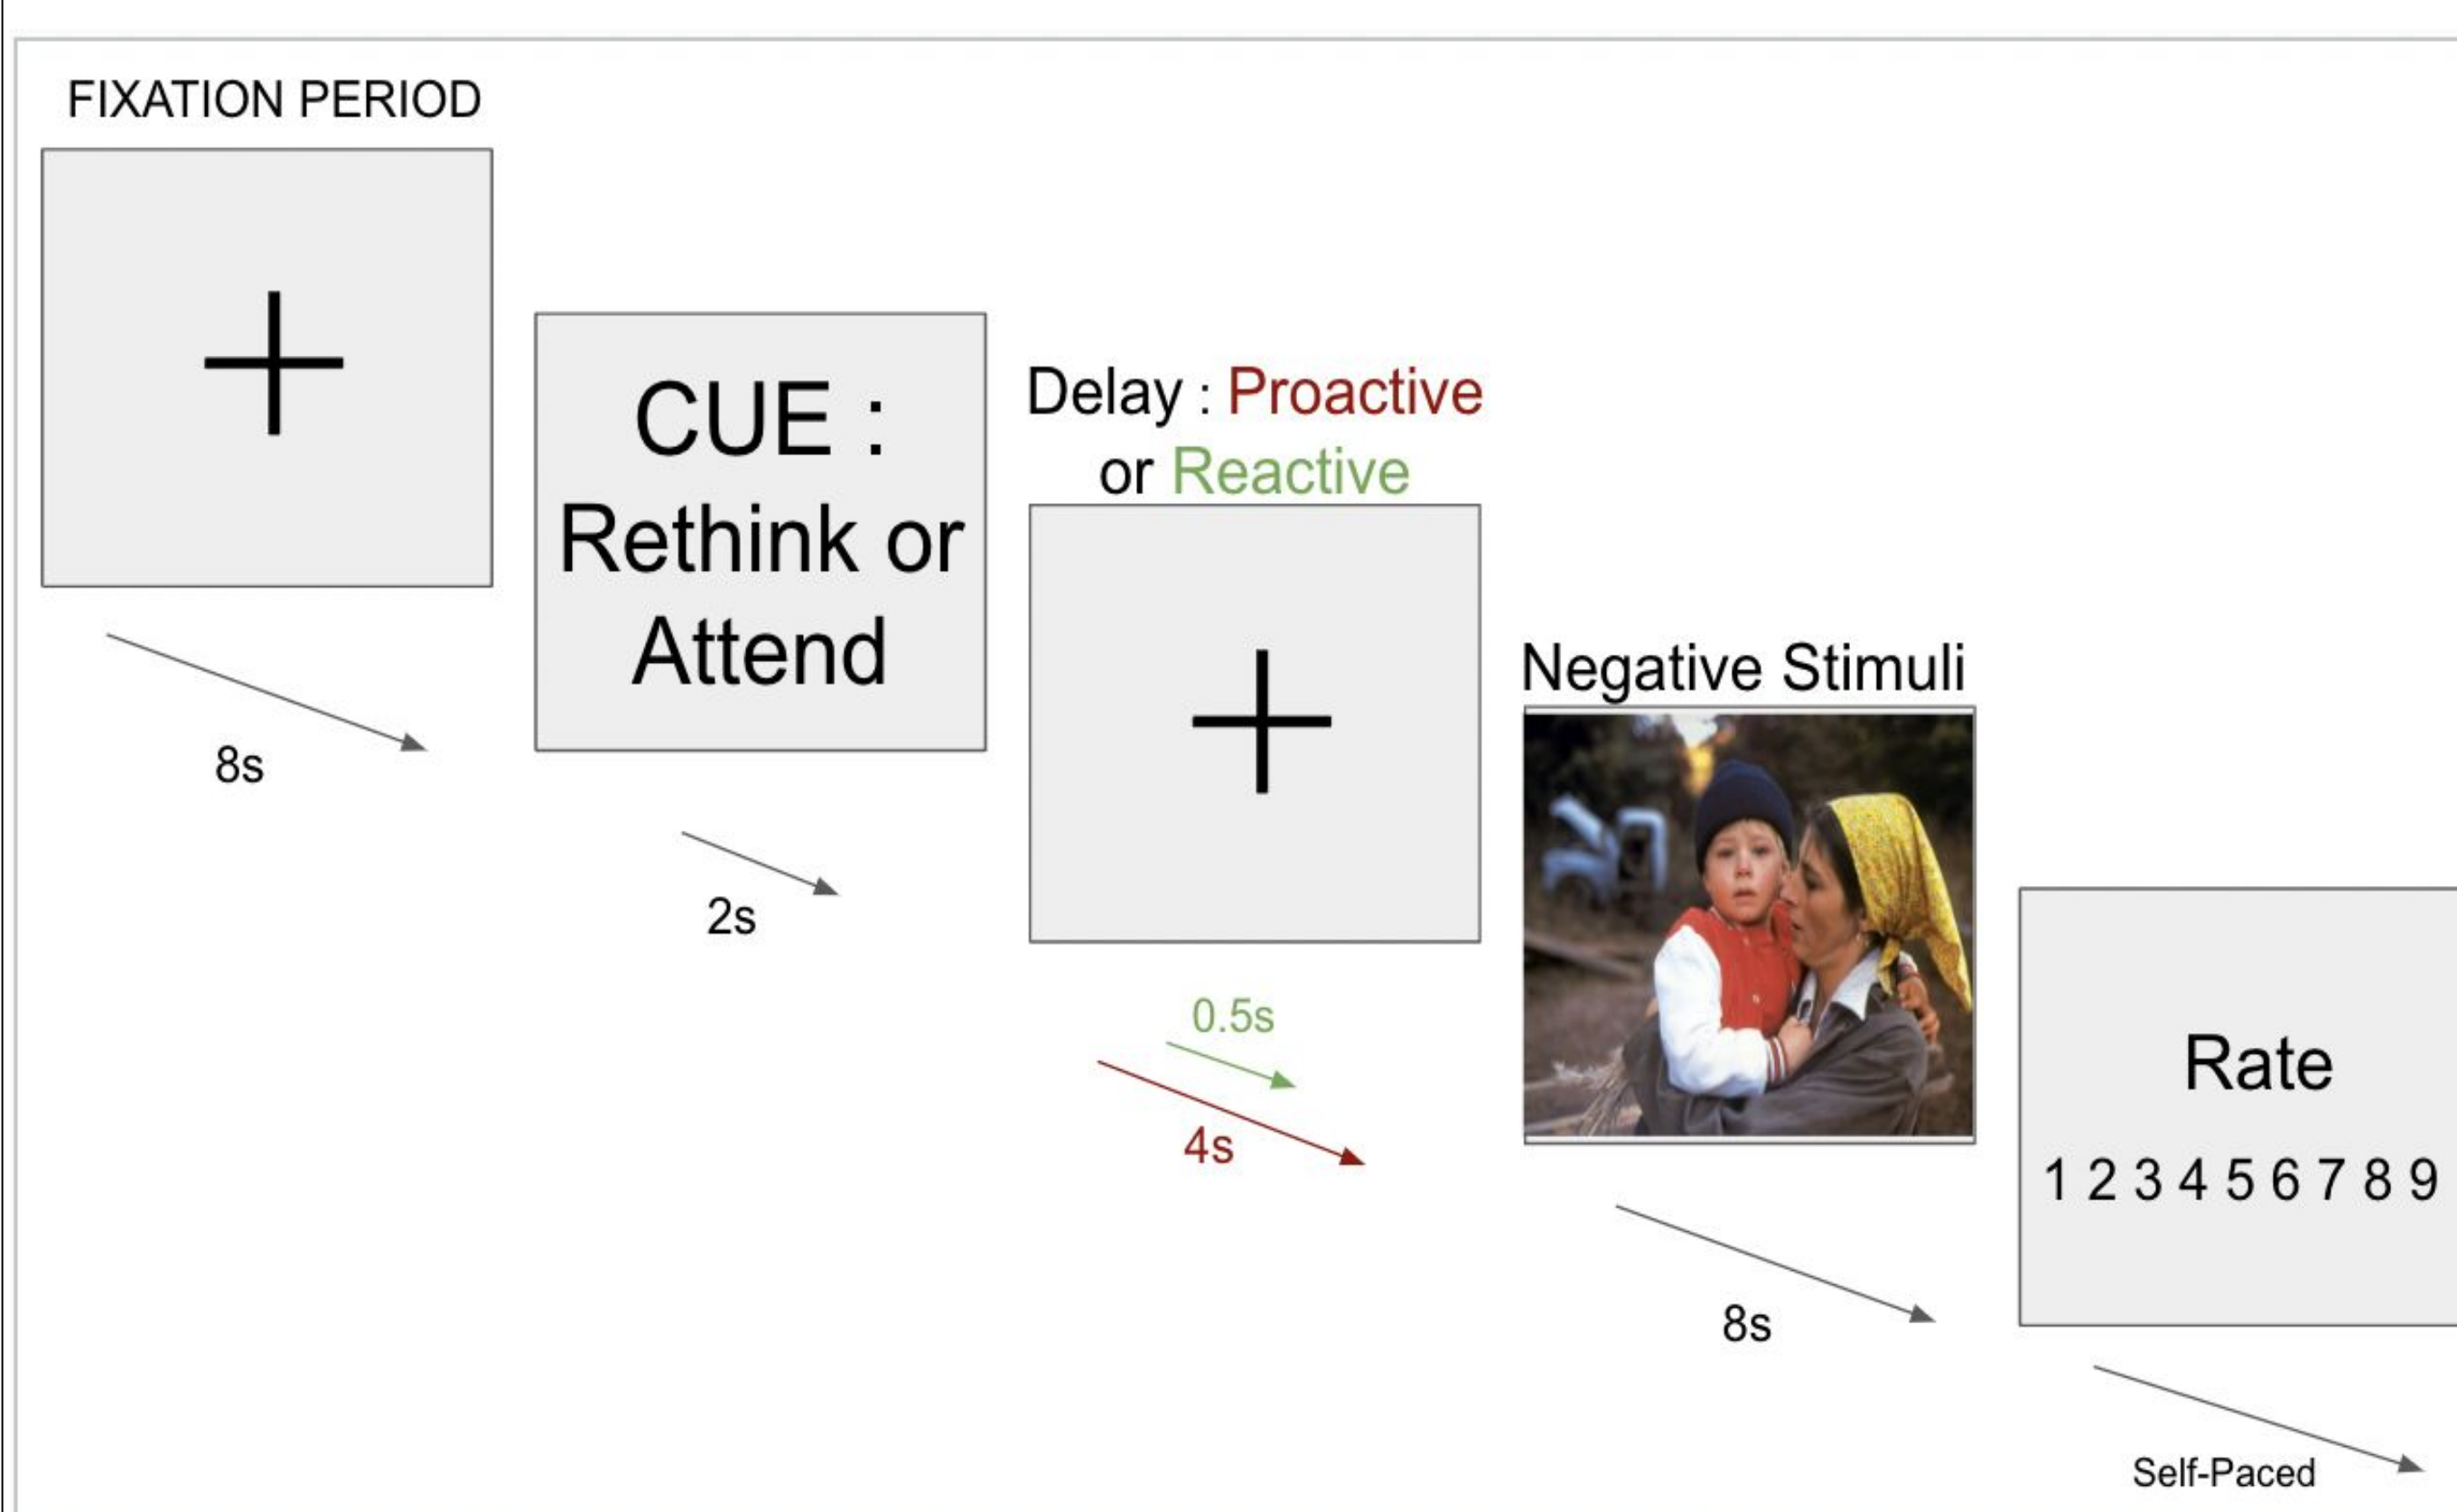 FIXATION PERIOD
CUE :
Rethink or
Attend
Delay : Proactive
or Reactive
Negative Stimuli
8s
2s
0.5s
4s
Rate
1 2 3 4 5 6 7 8 9
8s
Self-Paced